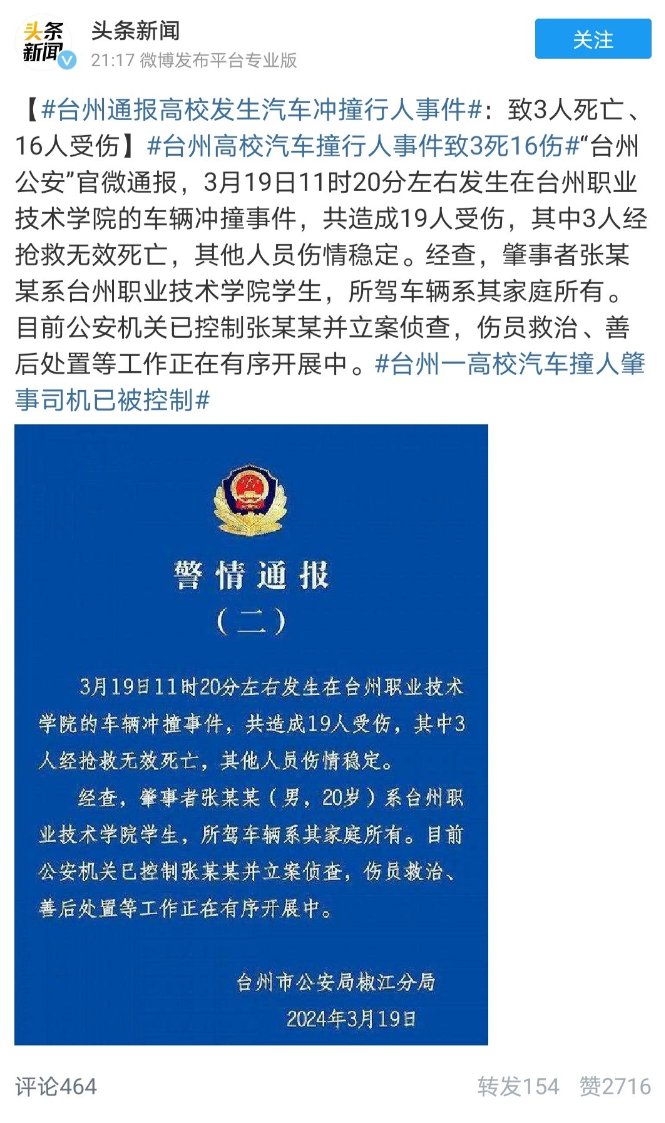 头条
新闻
头条新闻
21:17 微博发布平台专业版
关注
【#台州通报高校发生汽车冲撞行人事件#：致3人死亡、
16人受伤】#台州高校汽车撞行人事件致3死16伤#“台州
公安”官微通报，3月19日11时20分左右发生在台州职业
技术学院的车辆冲撞事件，共造成19人受伤，其中3人经
抢救无效死亡，其他人员伤情稳定。经查，肇事者张某
某系台州职业技术学院学生，所驾车辆系其家庭所有。
目前公安机关已控制张某某并立案侦查，伤员救治、善
后处置等工作正在有序开展中。#台州一高校汽车撞人肇
事司机已被控制#
警情通报
（二）
3月19日11时20分左右发生在台州职业技术
学院的车辆冲撞事件，共造成19人受伤，其中3
人经抢救无效死亡，其他人员伤情稳定。
经查，肇事者张某某（男，20岁）系台州职
业技术学院学生，所驾车辆系其家庭所有。目前
公安机关已控制张某某并立案侦查，伤员救治、
善后处置等工作正在有序开展中。
台州市公安局椒江分局
2024年3月19日
评论464
转发154 赞2716